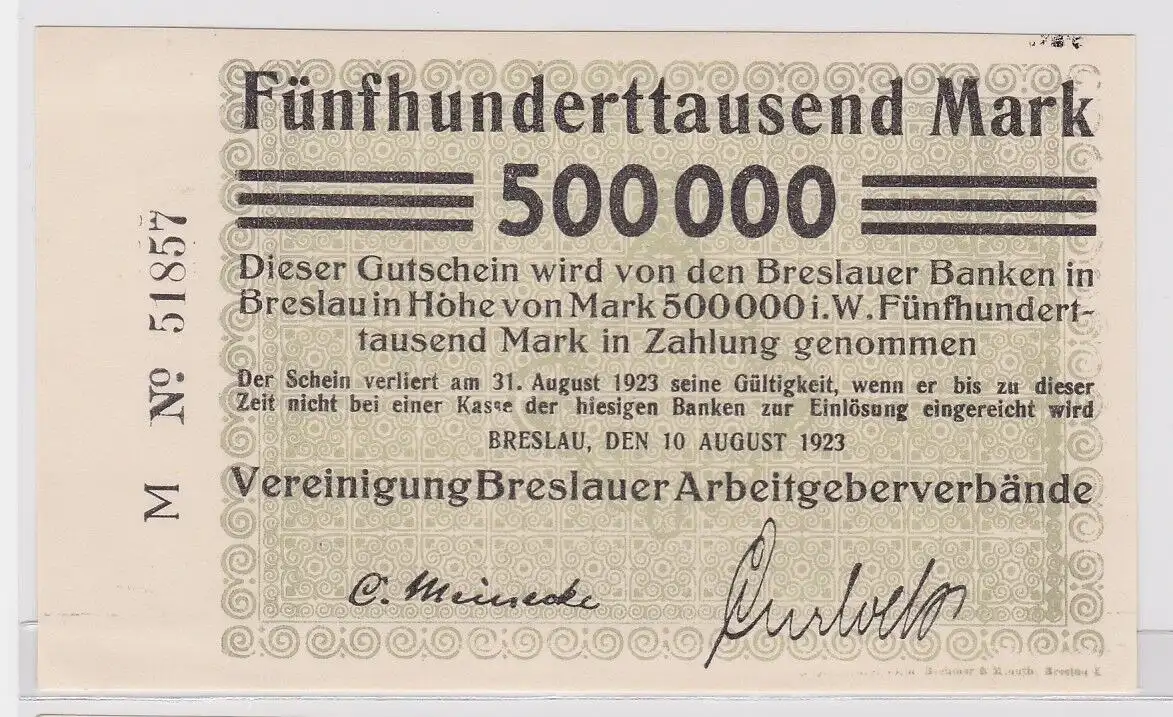 Fünfhunderttausend Mark
500000
Dieser Gutschein wird von den Breslauer Banken in
Breslau in Höhe von Mark 500000 i.W. Fünfhundert-
tausend Mark in Zahlung genommen
Der Schein verliert am 31. August 1923 seine Gültigkeit, wenn er bis zu dieser
Zeit nicht bei einer Kasse der hiesigen Banken zur Einlösung eingereicht wird
BRESLAU, DEN 10 AUGUST 1923
Vereinigung Breslauer Arbeitgeberverbände
C. Meinecke
M No. 51857